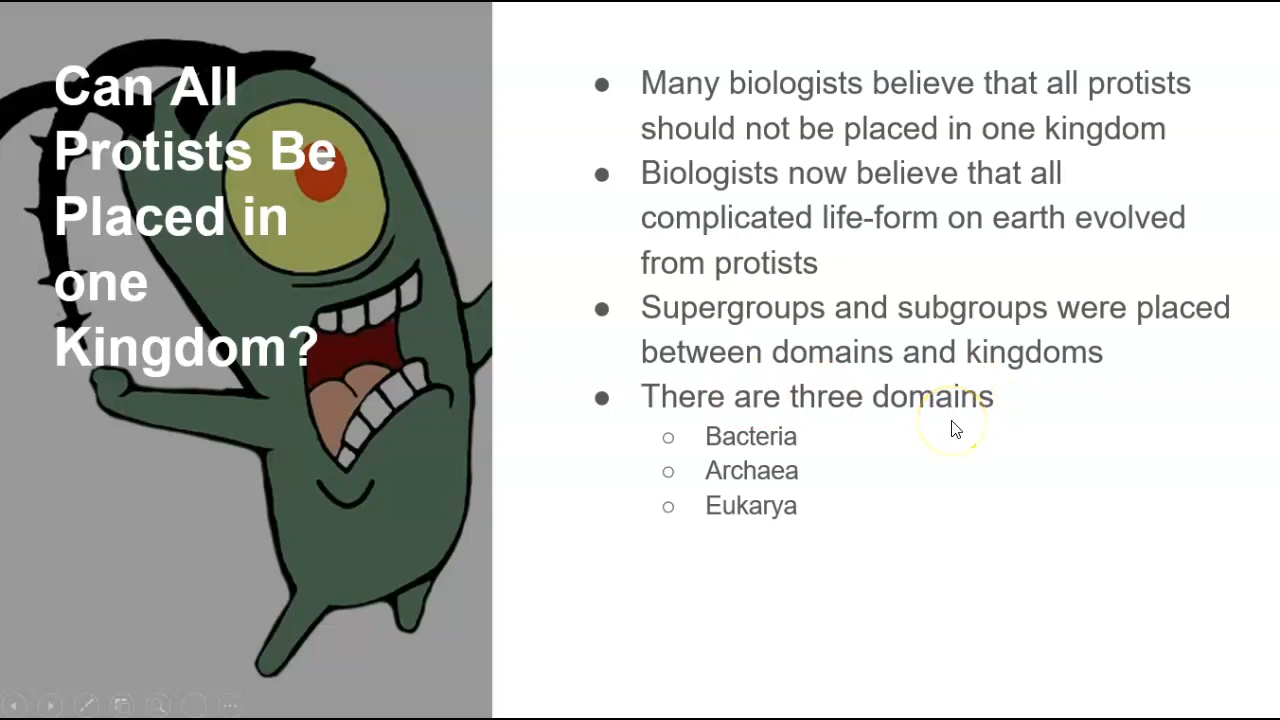 Can All
Protists Be
Placed in
one
Kingdom?
● Many biologists believe that all protists
should not be placed in one kingdom
● Biologists now believe that all
complicated life-form on earth evolved
from protists
● Supergroups and subgroups were placed
between domains and kingdoms
● There are three domains
○ Bacteria
○ Archaea
○ Eukarya